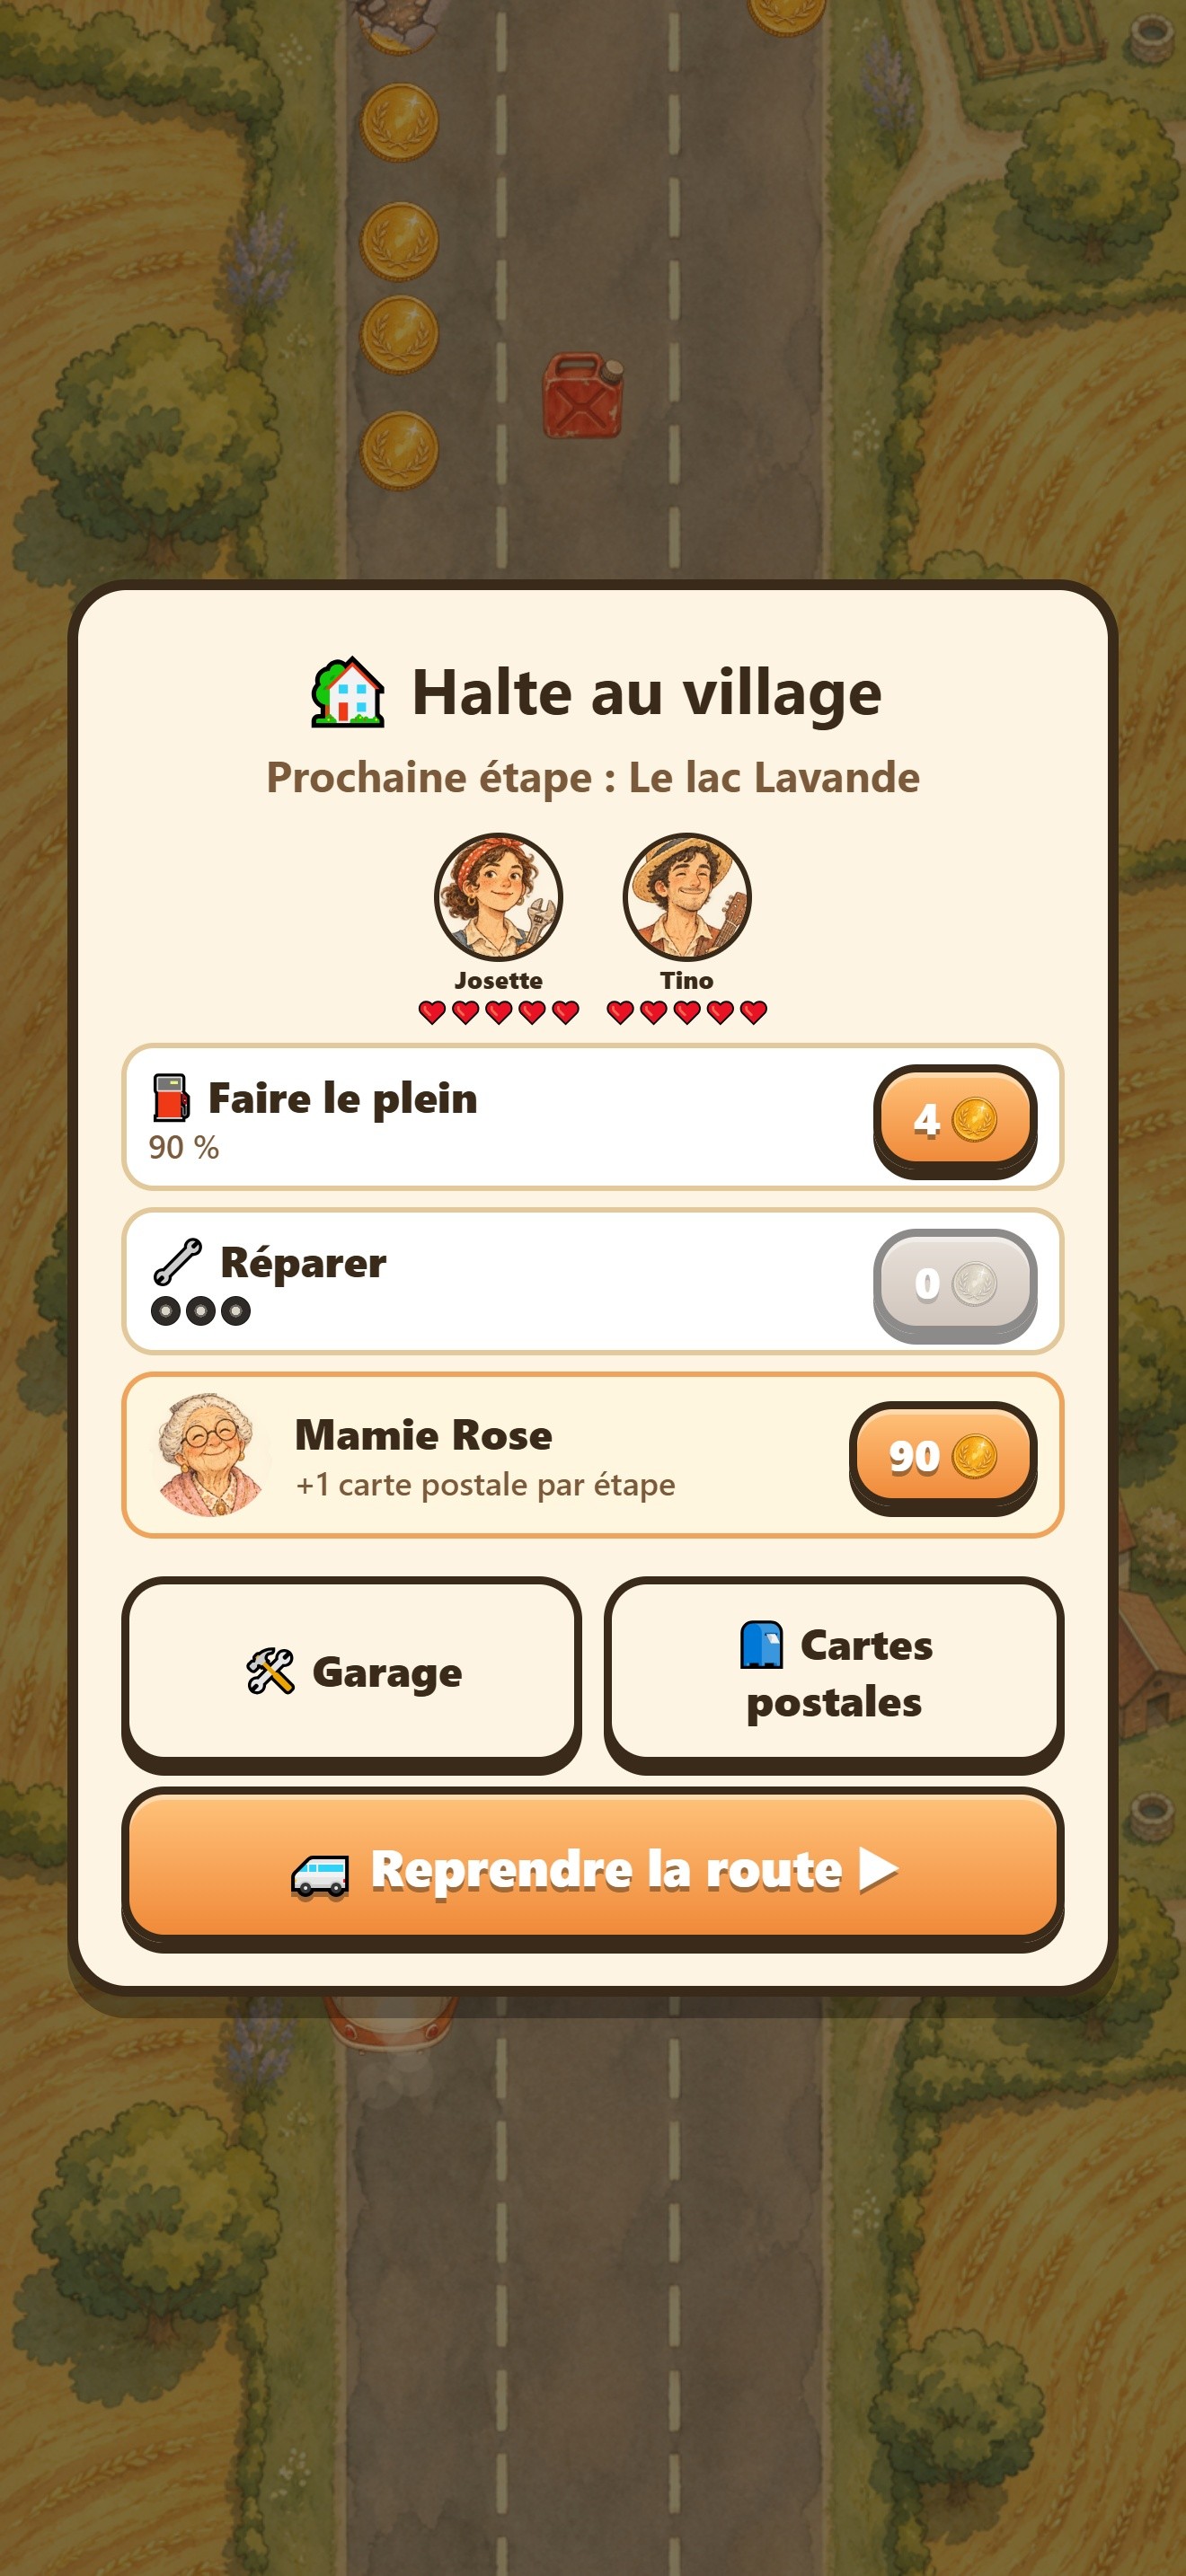 Halte au village
Prochaine étape : Le lac Lavande
Josette
Tino
Faire le plein
90 %
4
Réparer
0
Mamie Rose
+1 carte postale par étape
90
Garage
Cartes
postales
Reprendre la route